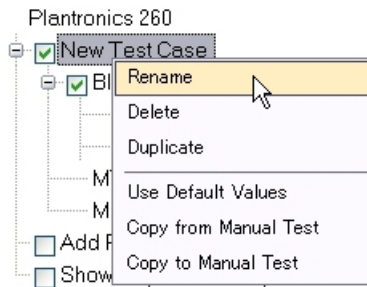 Plantronics 260
New Test Case
Rename
Bl
Delete
Duplicate
M
Use Default Values
M
Copy from Manual Test
Add
Copy to Manual Test
Show